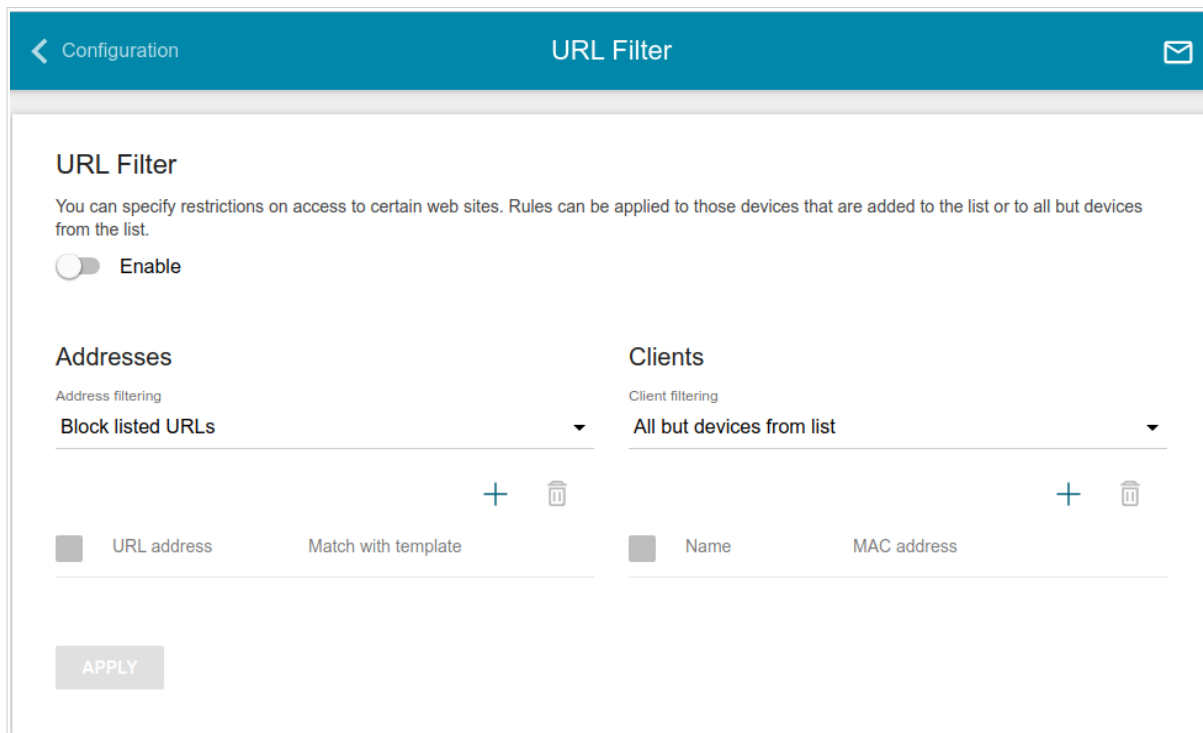 Configuration
URL Filter
URL Filter
You can specify restrictions on access to certain web sites. Rules can be applied to those devices that are added to the list or to all but devices
from the list.
Enable
Addresses
Address filtering
Block listed URLs
URL address Match with template
Clients
Client filtering
All but devices from list
Name MAC address
APPLY